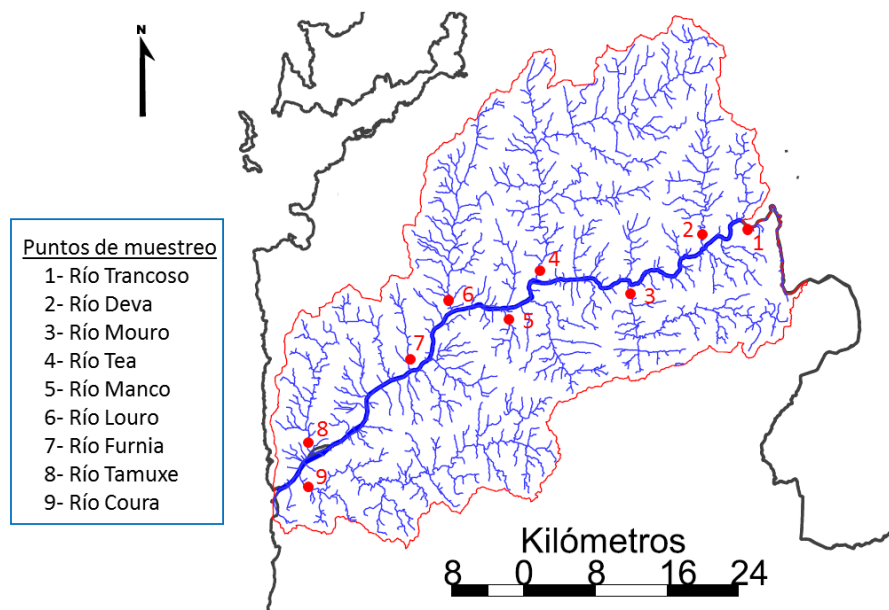 N
Puntos de muestreo
1- Río Trancoso
2- Río Deva
3- Río Mouro
4- Río Tea
5- Río Manco
6- Río Louro
7- Río Furnia
8- Río Tamuxe
9- Río Coura
2
1
4
3
6
5
7
8
9
Kilómetros
8 0 8 16 24